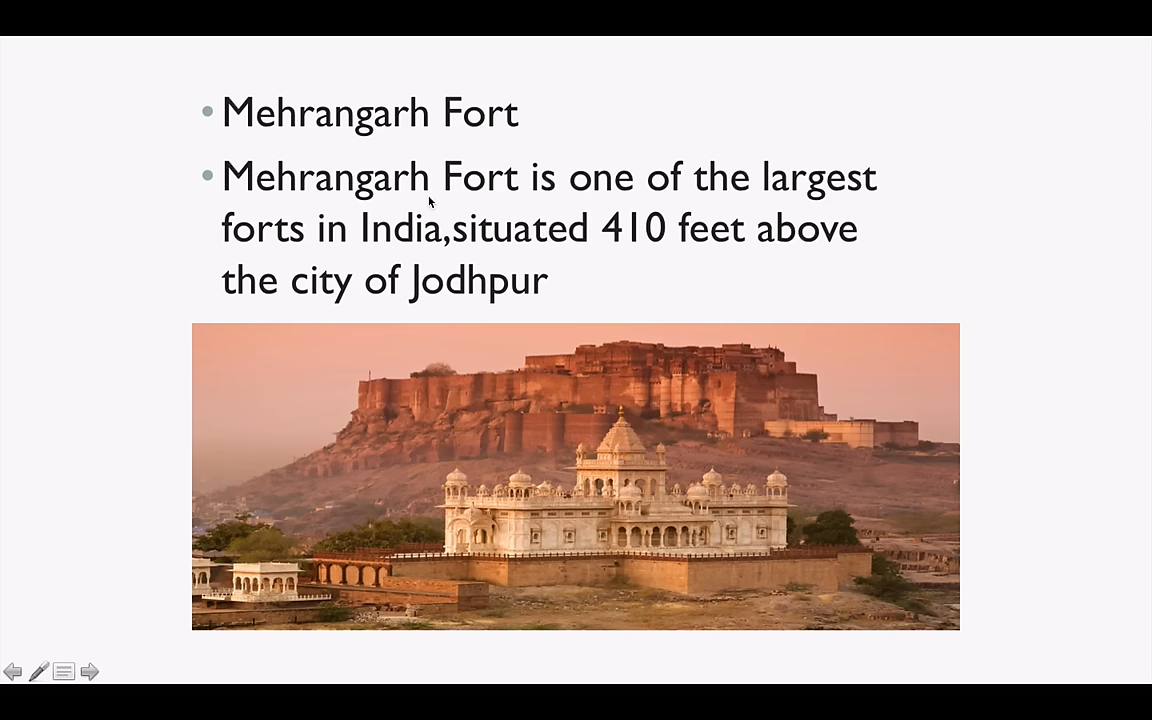 Mehrangarh Fort
Mehrangarh Fort is one of the largest
forts in India,situated 410 feet above
the city of Jodhpur